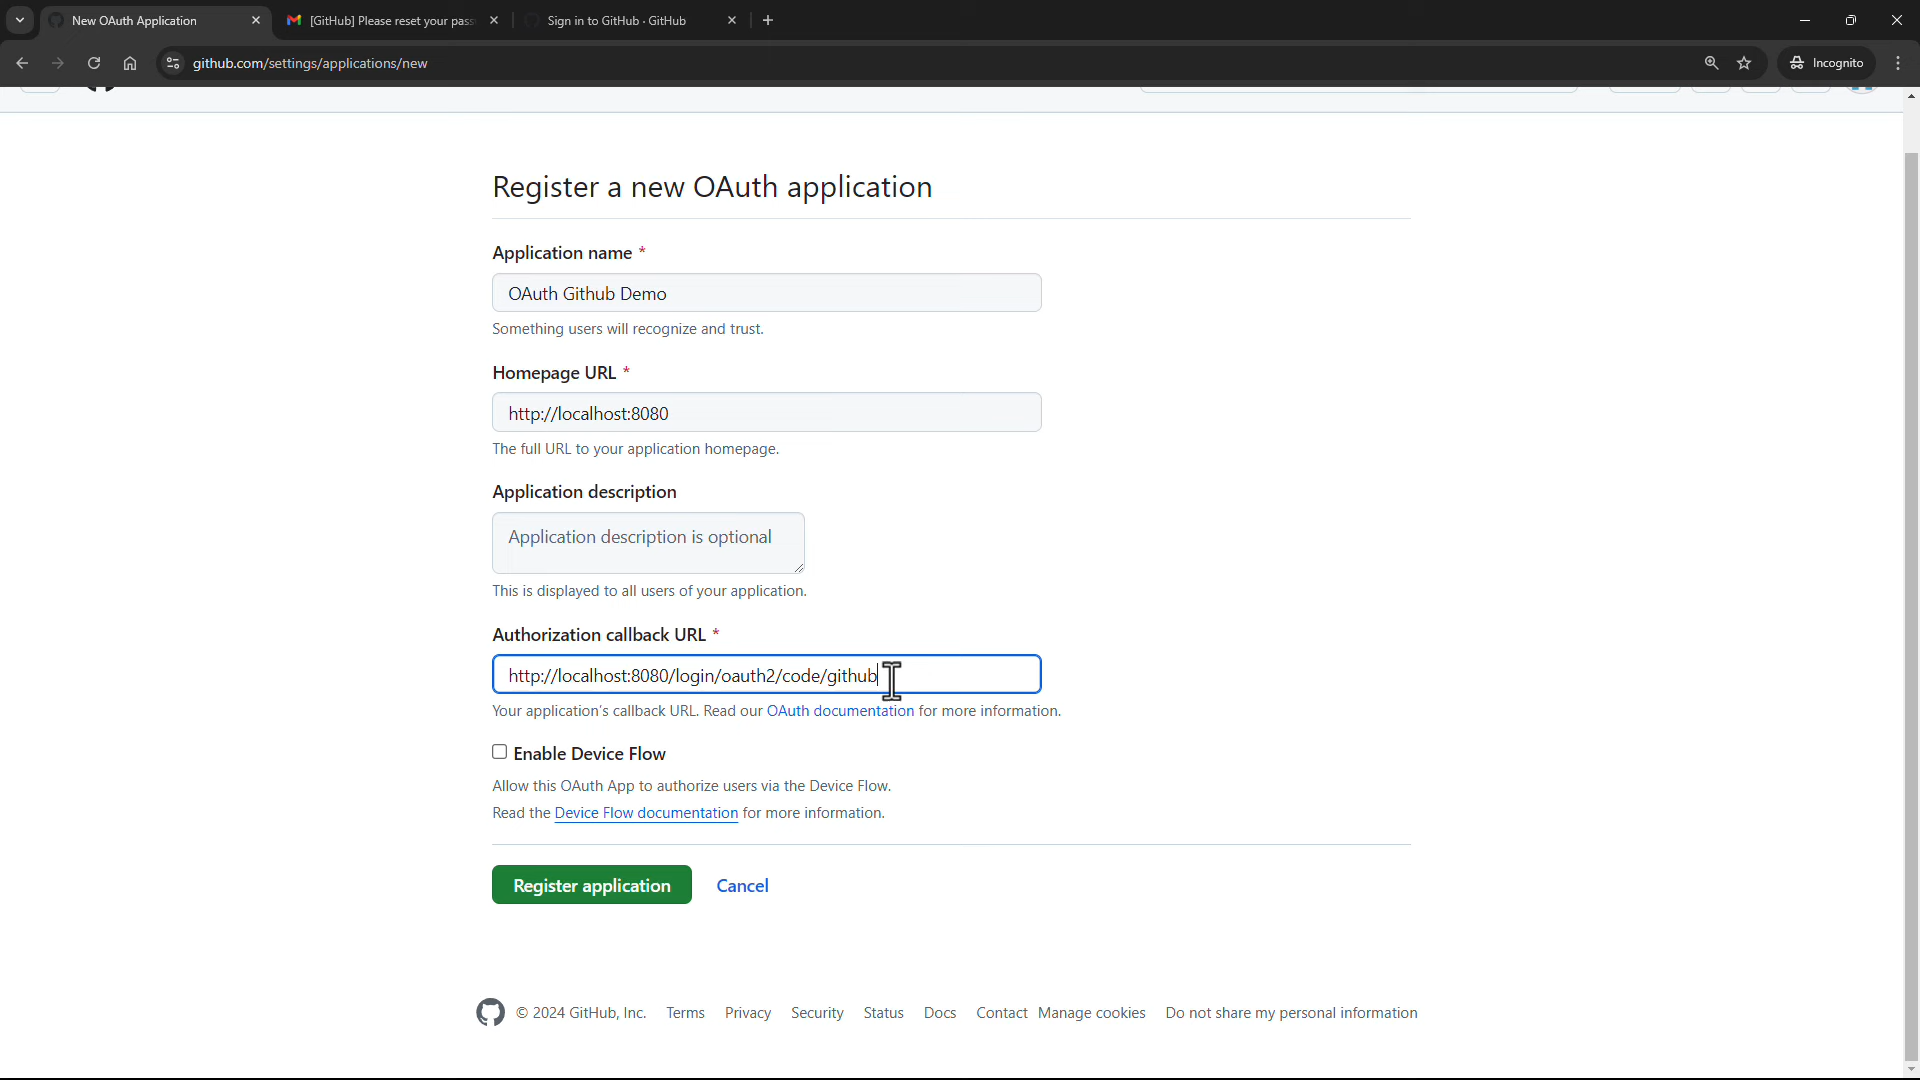 New OAuth Application
[GitHub] Please reset your pass
Sign in to GitHub · GitHub
github.com/settings/applications/new
Incognito
Register a new OAuth application
Application name *
OAuth Github Demo
Something users will recognize and trust.
Homepage URL *
http://localhost:8080
The full URL to your application homepage.
Application description
Application description is optional
This is displayed to all users of your application.
Authorization callback URL *
http://localhost:8080/login/oauth2/code/github
Your application's callback URL. Read our OAuth documentation for more information.
Enable Device Flow
Allow this OAuth App to authorize users via the Device Flow.
Read the Device Flow documentation for more information.
Register application
Cancel
© 2024 GitHub, Inc. Terms Privacy Security Status Docs Contact Manage cookies Do not share my personal information